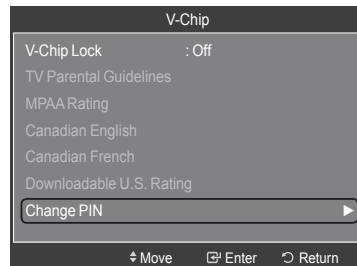 V-Chip
V-Chip Lock : Off
TV Parental Guidelines
MPAA Rating
Canadian English
Canadian French
Downloadable U.S. Rating
Change PIN
Move Enter Return